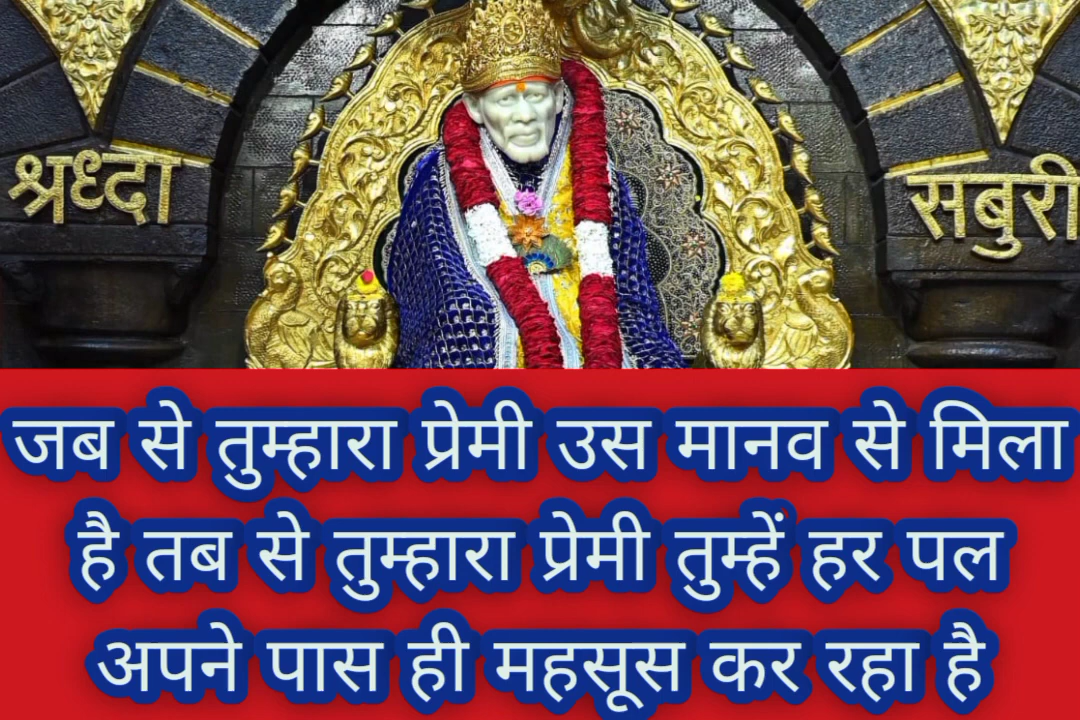 श्रध्दा
सबुरी
जब से तुम्हारा प्रेमी उस मानव से मिला
है तब से तुम्हारा प्रेमी तुम्हें हर पल
अपने पास ही महसूस कर रहा है